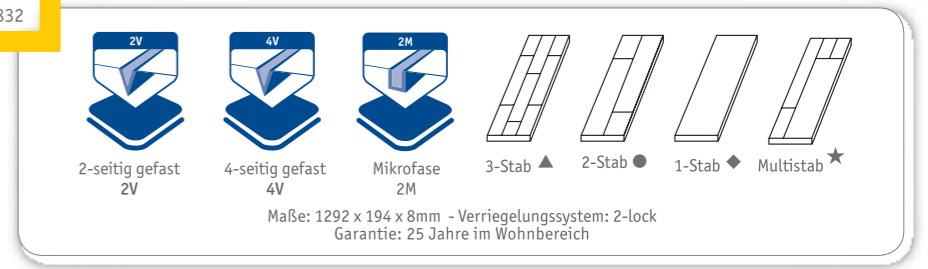 832
2V 4V 2M
2-seitig gefast 4-seitig gefast Mikrofase 3-Stab ▲ 2-Stab ● 1-Stab ◆ Multistab ★
2V 4V 2M
Maße: 1292 x 194 x 8mm - Verriegelungssystem: 2-lock
Garantie: 25 Jahre im Wohnbereich